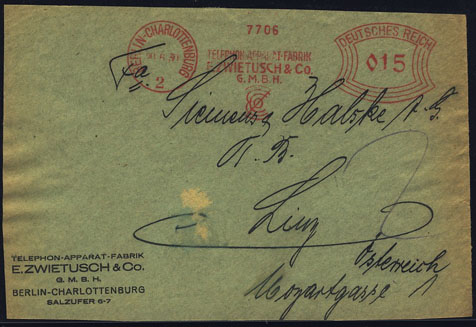 BERLIN-CHARLOTTENBURG
2
7706
TELEPHON-APPARAT-FABRIK
E.ZWIETUSCH & Co.
G.M.B.H.
DEUTSCHES REICH
015
Fa.
Siemens & Halske A.G.
Linz
Österreich
Mozartgasse
TELEPHON-APPARAT-FABRIK
E.ZWIETUSCH & Co.
G.M.B.H.
BERLIN-CHARLOTTENBURG
SALZUFER 6-7